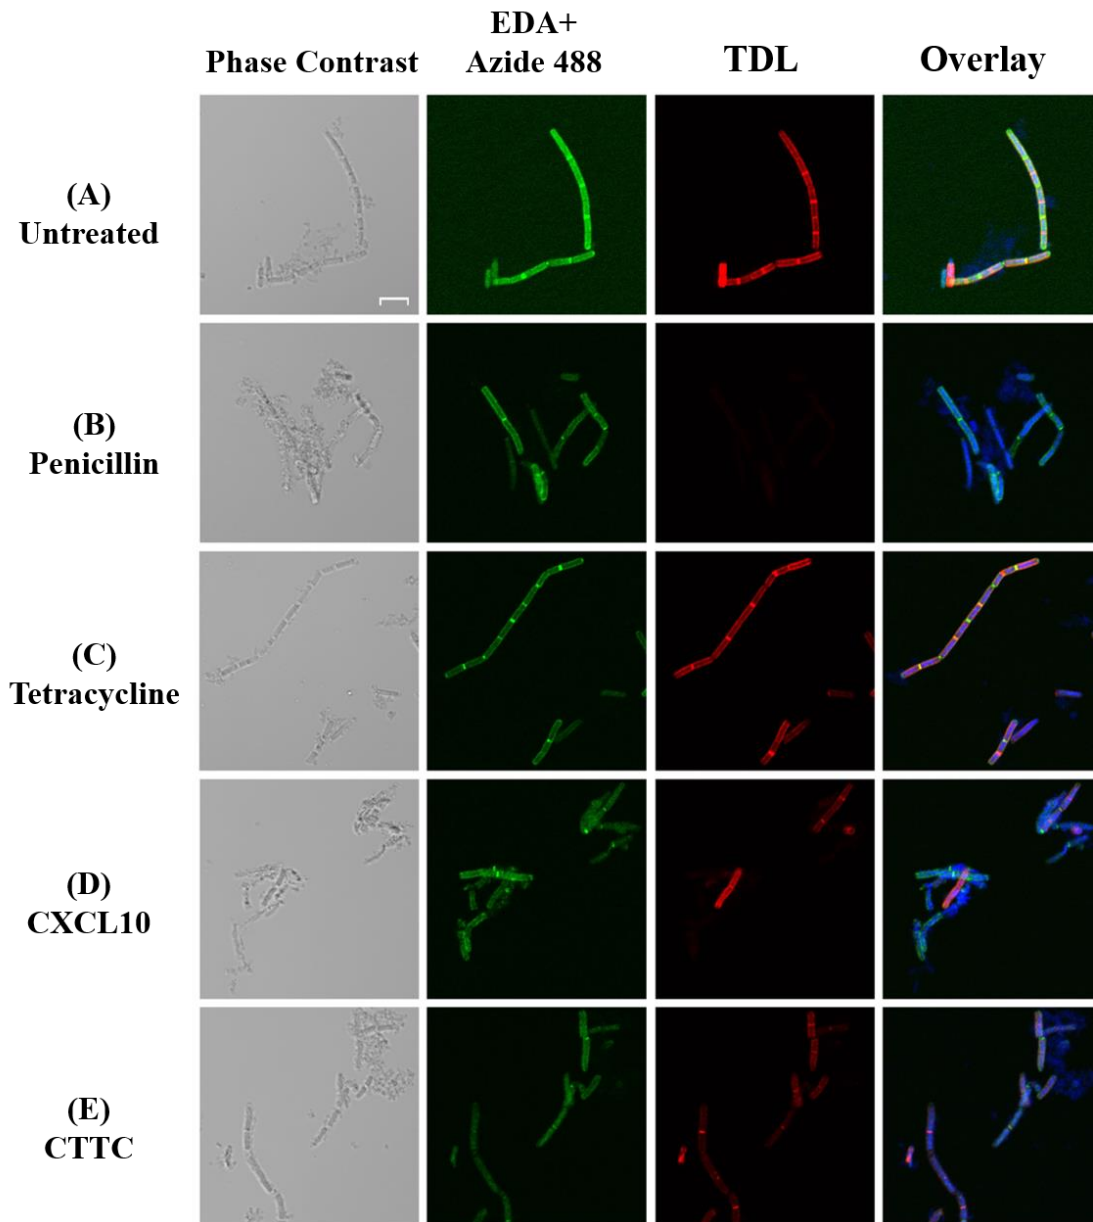 EDA+
Phase Contrast Azide 488 TDL Overlay
(A)
Untreated
(B)
Penicillin
(C)
Tetracycline
(D)
CXCL10
(E)
CTTC